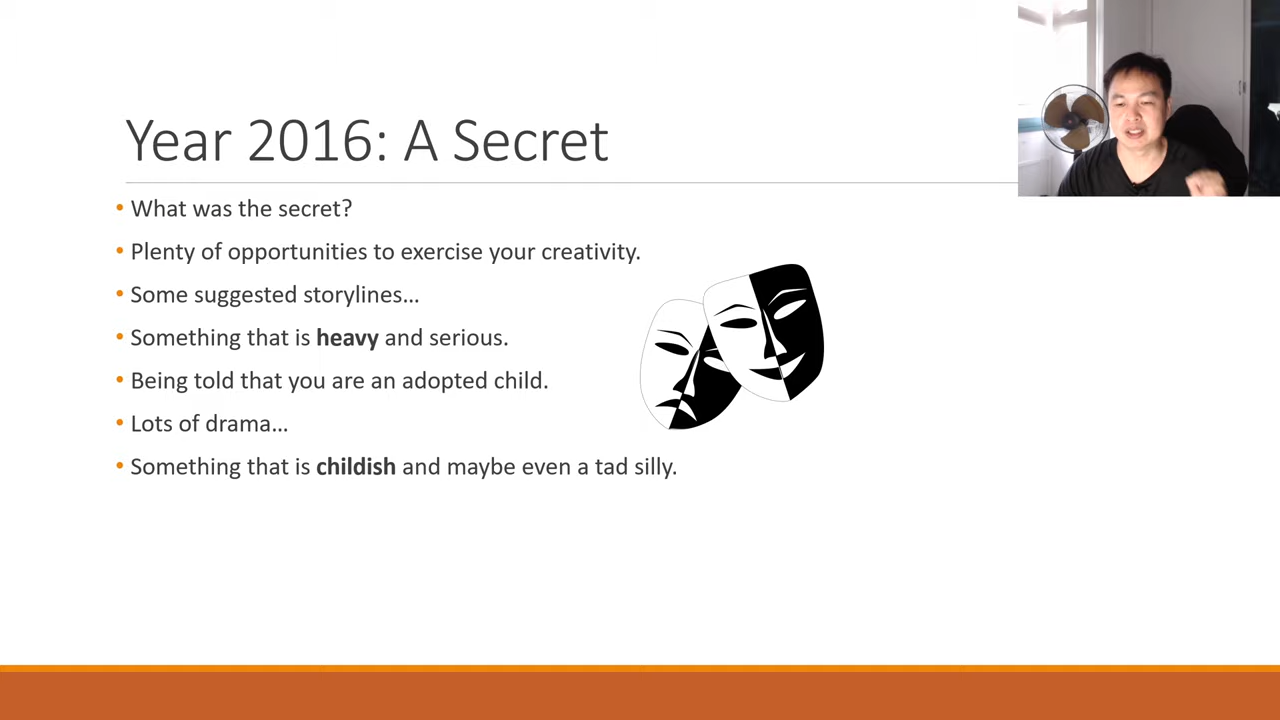 Year 2016: A Secret
• What was the secret?
• Plenty of opportunities to exercise your creativity.
• Some suggested storylines…
• Something that is heavy and serious.
• Being told that you are an adopted child.
• Lots of drama…
• Something that is childish and maybe even a tad silly.